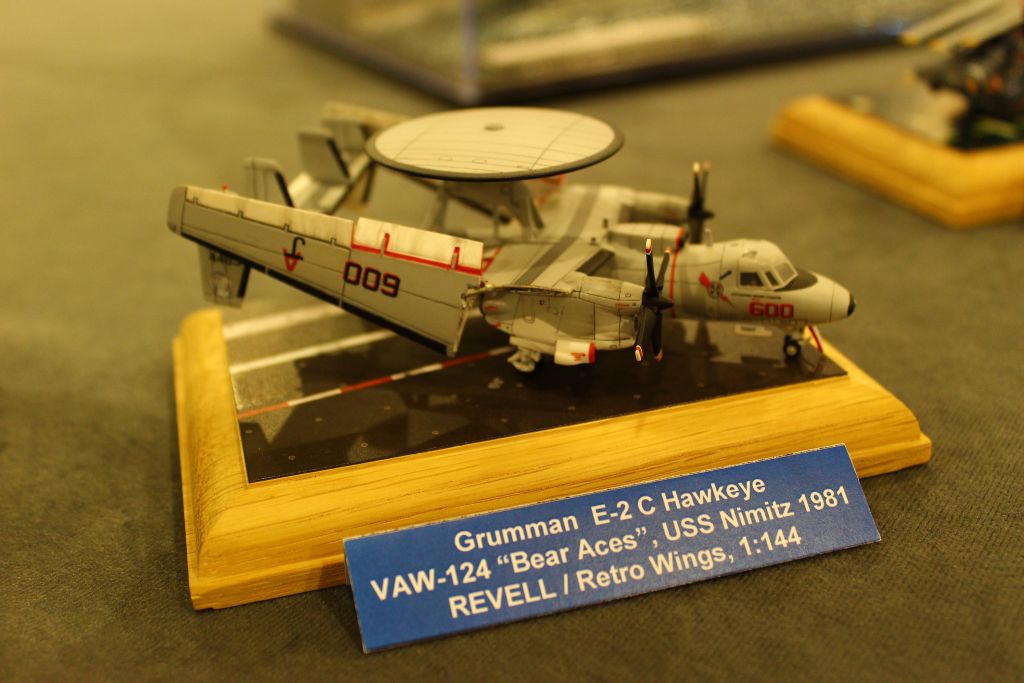 AJ
600
600
Grumman E-2 C Hawkeye
VAW-124 “Bear Aces”, USS Nimitz 1981
REVELL / Retro Wings, 1:144